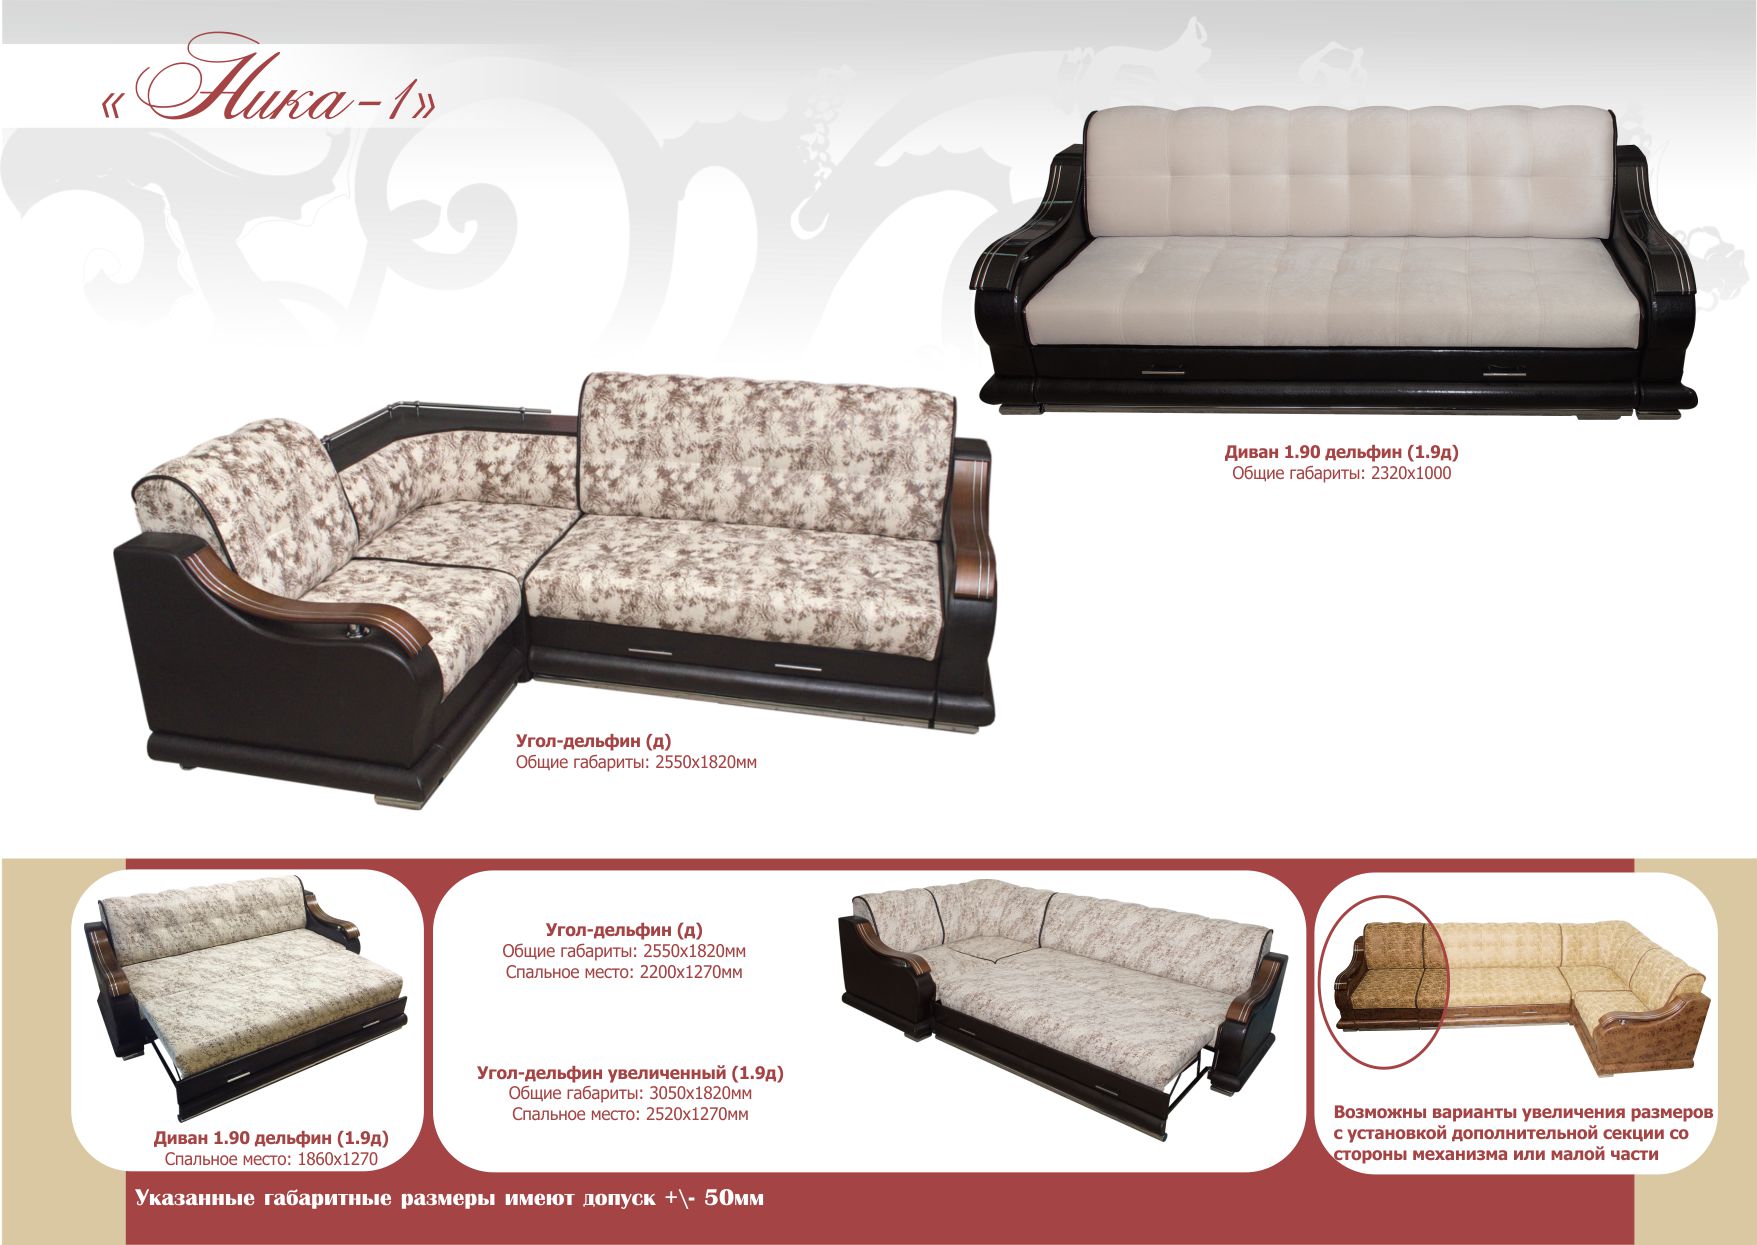 «Ника-1»
Диван 1.90 дельфин (1.9д)
Общие габариты: 2320х1000
Угол-дельфин (д)
Общие габариты: 2550х1820мм
Диван 1.90 дельфин (1.9д)
Спальное место: 1860х1270
Угол-дельфин (д)
Общие габариты: 2550х1820мм
Спальное место: 2200х1270мм
Угол-дельфин увеличенный (1.9д)
Общие габариты: 3050х1820мм
Спальное место: 2520х1270мм
Возможны варианты увеличения размеров
с установкой дополнительной секции со
стороны механизма или малой части
Указанные габаритные размеры имеют допуск +\- 50мм